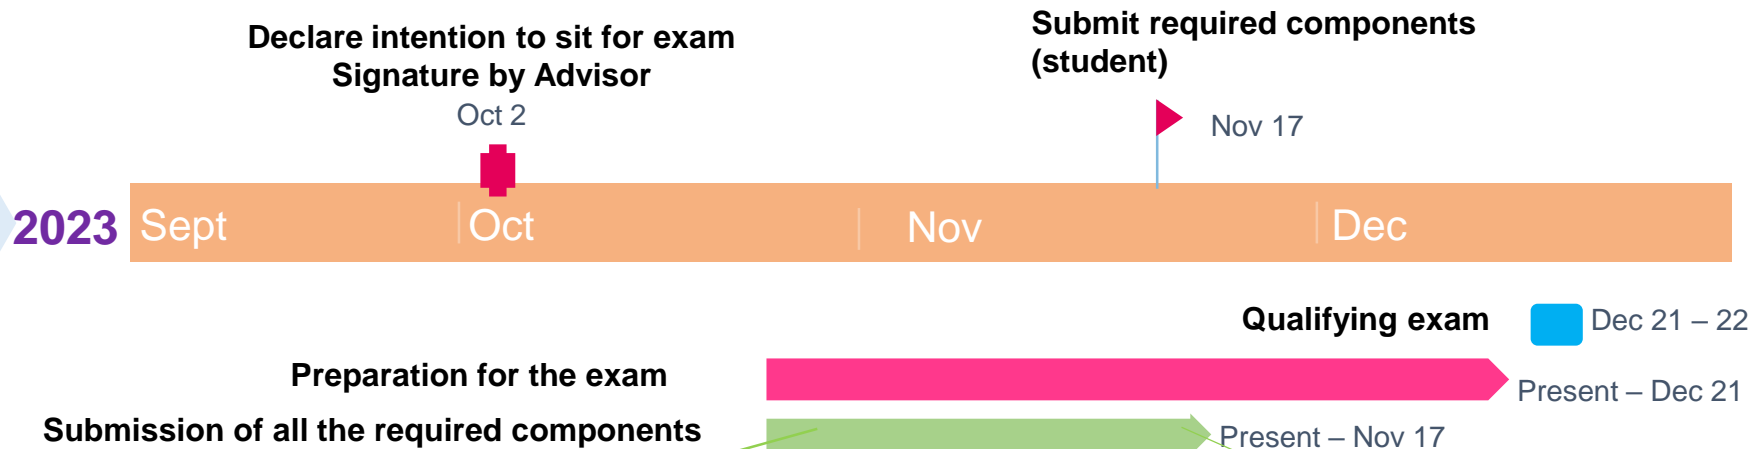 Declare intention to sit for exam
Signature by Advisor
Oct 2
Submit required components
(student)
Nov 17
2023
Sept
Oct
Nov
Dec
Qualifying exam
Dec 21 – 22
Preparation for the exam
Present – Dec 21
Submission of all the required components
Present – Nov 17